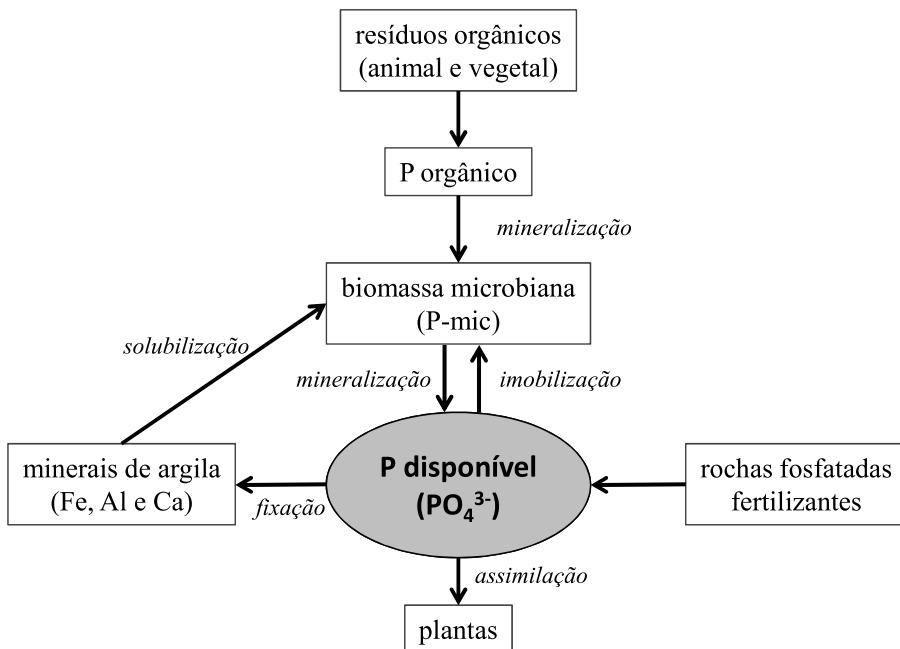 resíduos orgânicos
(animal e vegetal)
P orgânico
mineralização
biomassa microbiana
(P-mic)
solubilização
mineralização
imobilização
minerais de argila
(Fe, Al e Ca)
fixação
P disponível
(PO₄³⁻)
rochas fosfatadas
fertilizantes
assimilação
plantas